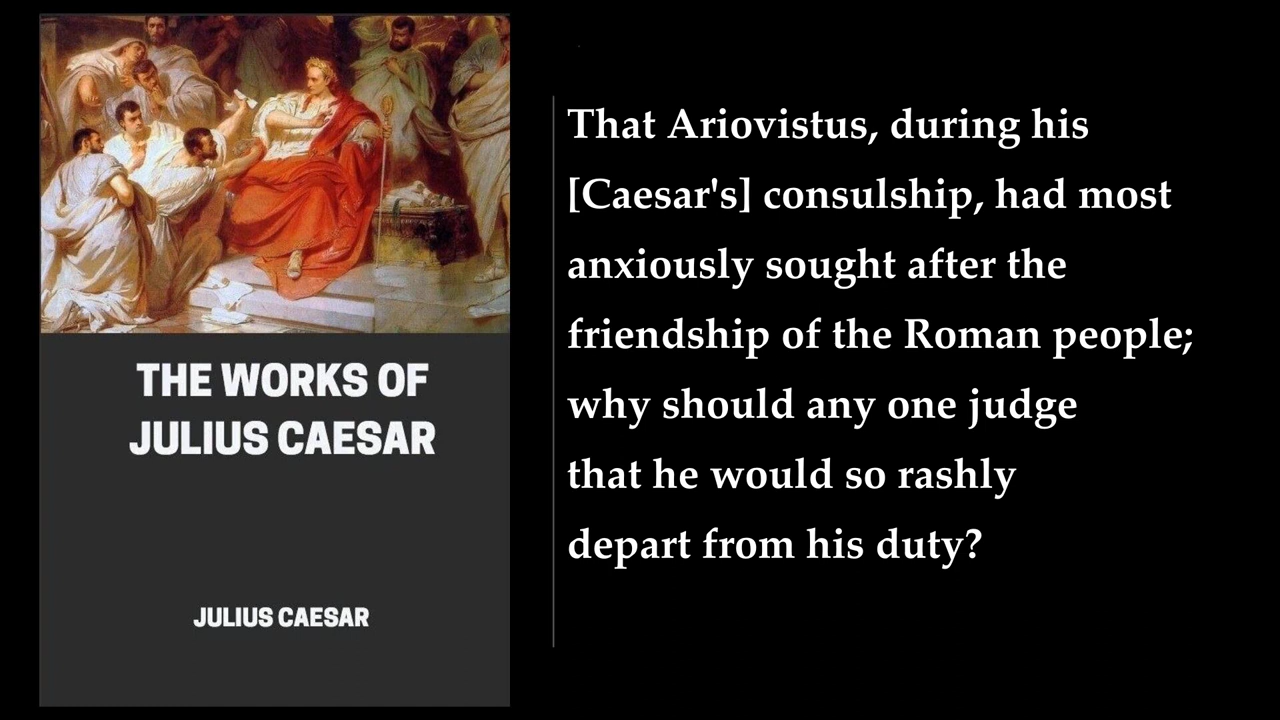 THE WORKS OF
JULIUS CAESAR
JULIUS CAESAR
That Ariovistus, during his
[Caesar's] consulship, had most
anxiously sought after the
friendship of the Roman people;
why should any one judge
that he would so rashly
depart from his duty?